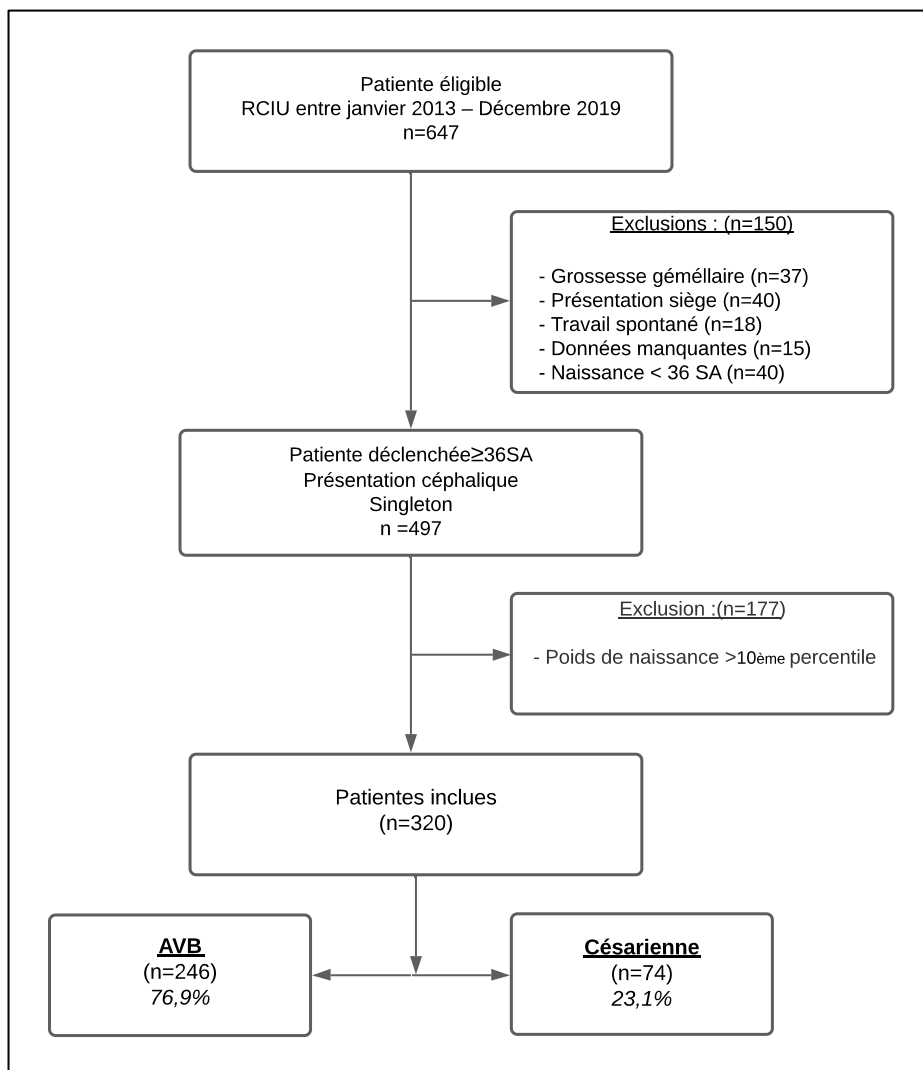 Patiente éligible
RCIU entre janvier 2013 – Décembre 2019
n=647
Exclusions : (n=150)
- Grossesse géméllaire (n=37)
- Présentation siège (n=40)
- Travail spontané (n=18)
- Données manquantes (n=15)
- Naissance < 36 SA (n=40)
Patiente déclenchée≥36SA
Présentation céphalique
Singleton
n =497
Exclusion :(n=177)
- Poids de naissance >10ème percentile
Patientes inclues
(n=320)
AVB
(n=246)
76,9%
Césarienne
(n=74)
23,1%